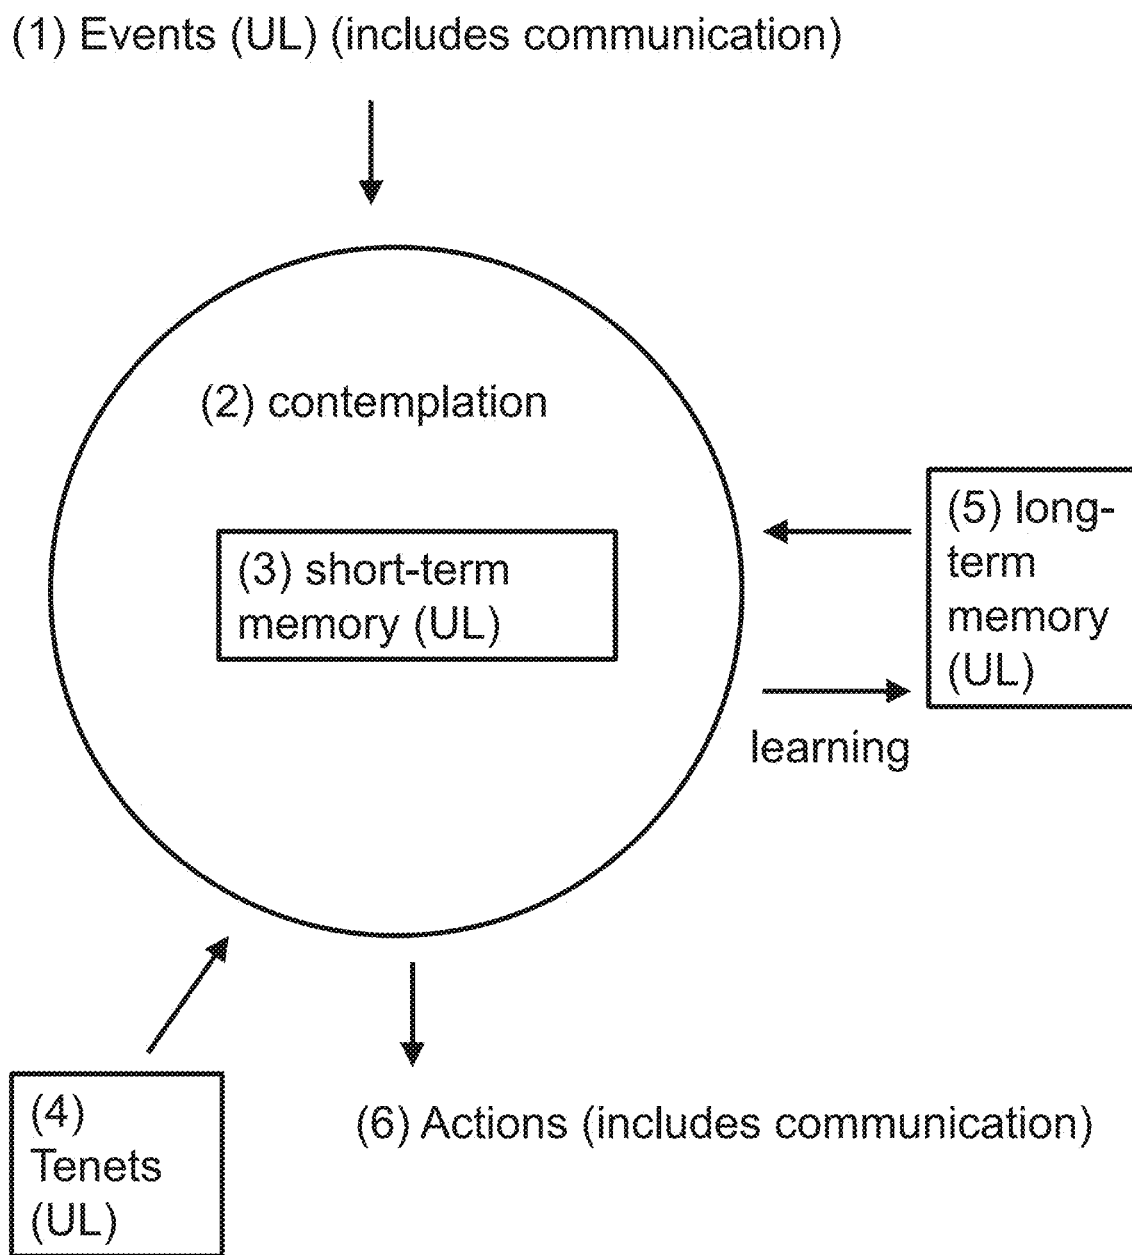 (1) Events (UL) (includes communication)
(2) contemplation
(3) short-term
memory (UL)
(5) long-
term
memory
(UL)
learning
(4)
Tenets
(UL)
(6) Actions (includes communication)